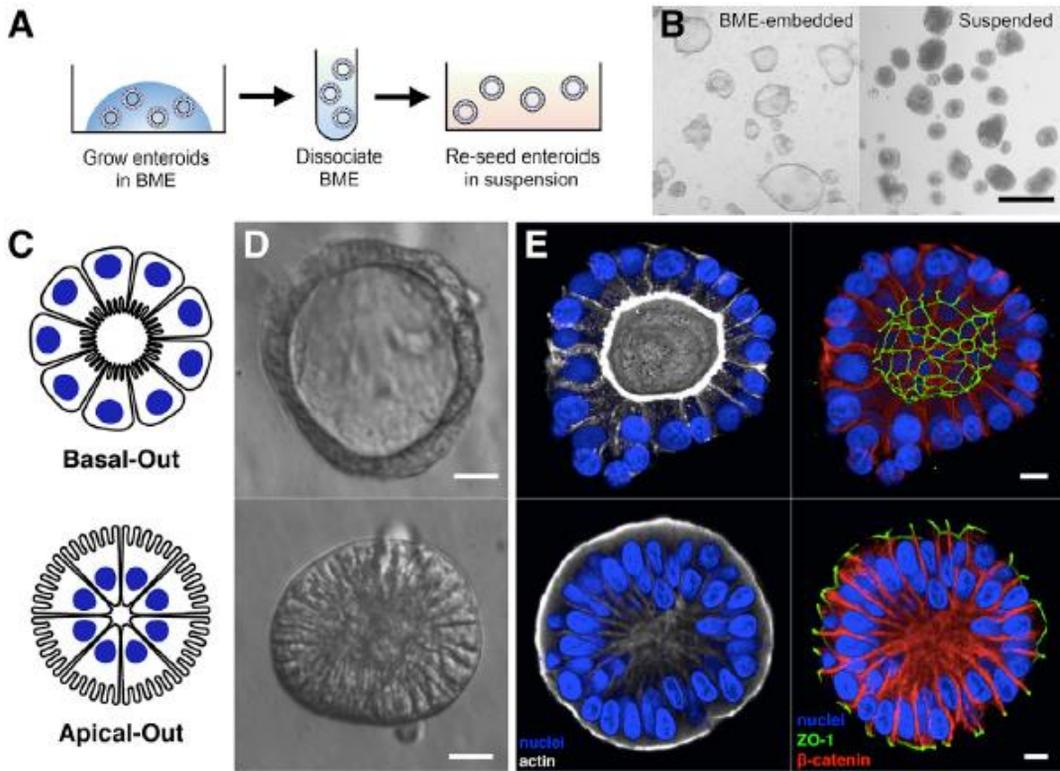 A
Grow enteroids
in BME
Dissociate
BME
Re-seed enteroids
in suspension
B
BME-embedded
Suspended
C
Basal-Out
Apical-Out
D
E
nuclei
actin
nuclei
ZO-1
β-catenin